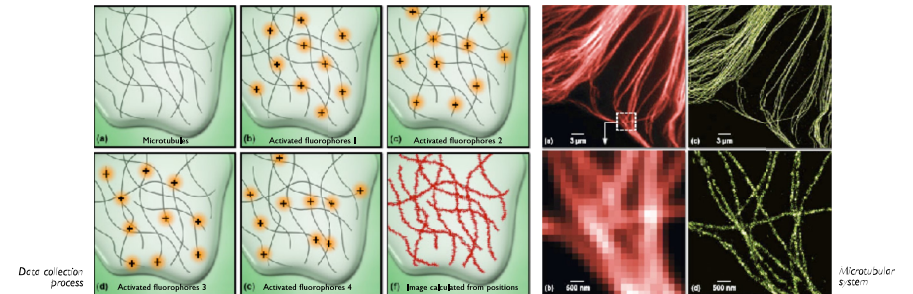 (a) Microtubules
(b) Activated fluorophores 1
(c) Activated fluorophores 2
(a) 3 µm
(c) 3 µm
Data collection
process
(d) Activated fluorophores 3
(e) Activated fluorophores 4
(f) Image calculated from positions
(b) 500 nm
(d) 500 nm
Microtubular
system